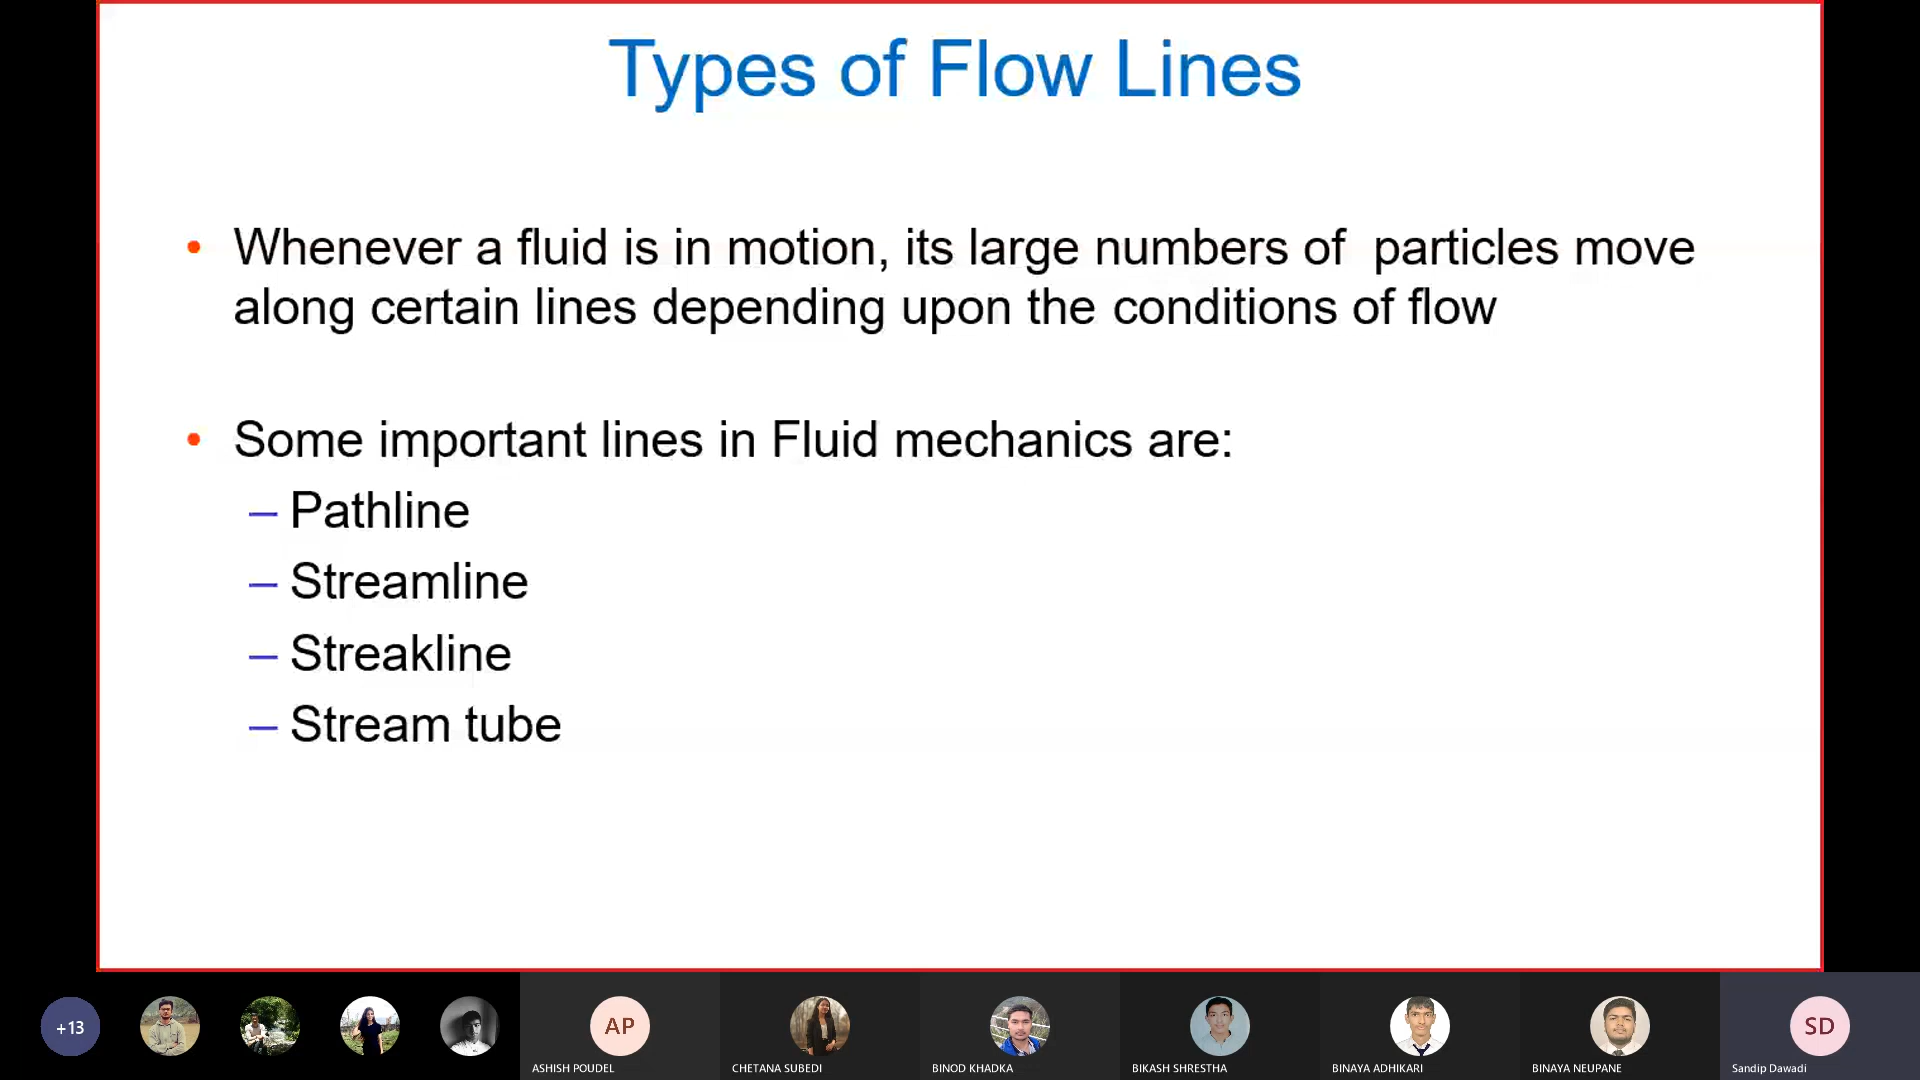 Types of Flow Lines
• Whenever a fluid is in motion, its large numbers of  particles move
along certain lines depending upon the conditions of flow
• Some important lines in Fluid mechanics are:
– Pathline
– Streamline
– Streakline
– Stream tube
+13
AP
SD
ASHISH POUDEL
CHETANA SUBEDI
BINOD KHADKA
BIKASH SHRESTHA
BINAYA ADHIKARI
BINAYA NEUPANE
Sandip Dawadi